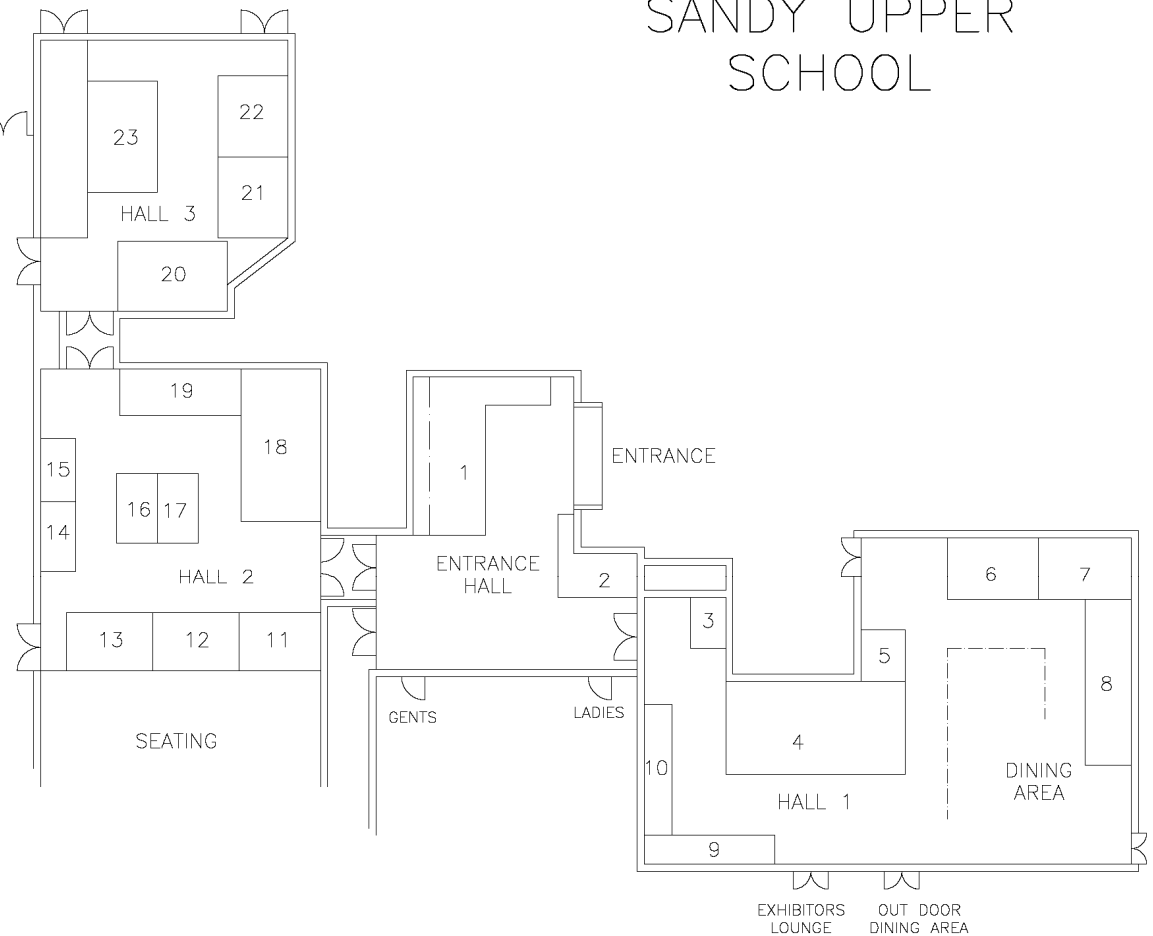 SANDY UPPER
SCHOOL
22
23
21
HALL 3
20
19
18
15
16 17
14
HALL 2
13 12 11
SEATING
1
ENTRANCE
ENTRANCE
HALL
2
GENTS
LADIES
3
6 7
5
8
4
10
DINING
AREA
HALL 1
9
EXHIBITORS
LOUNGE
OUT DOOR
DINING AREA